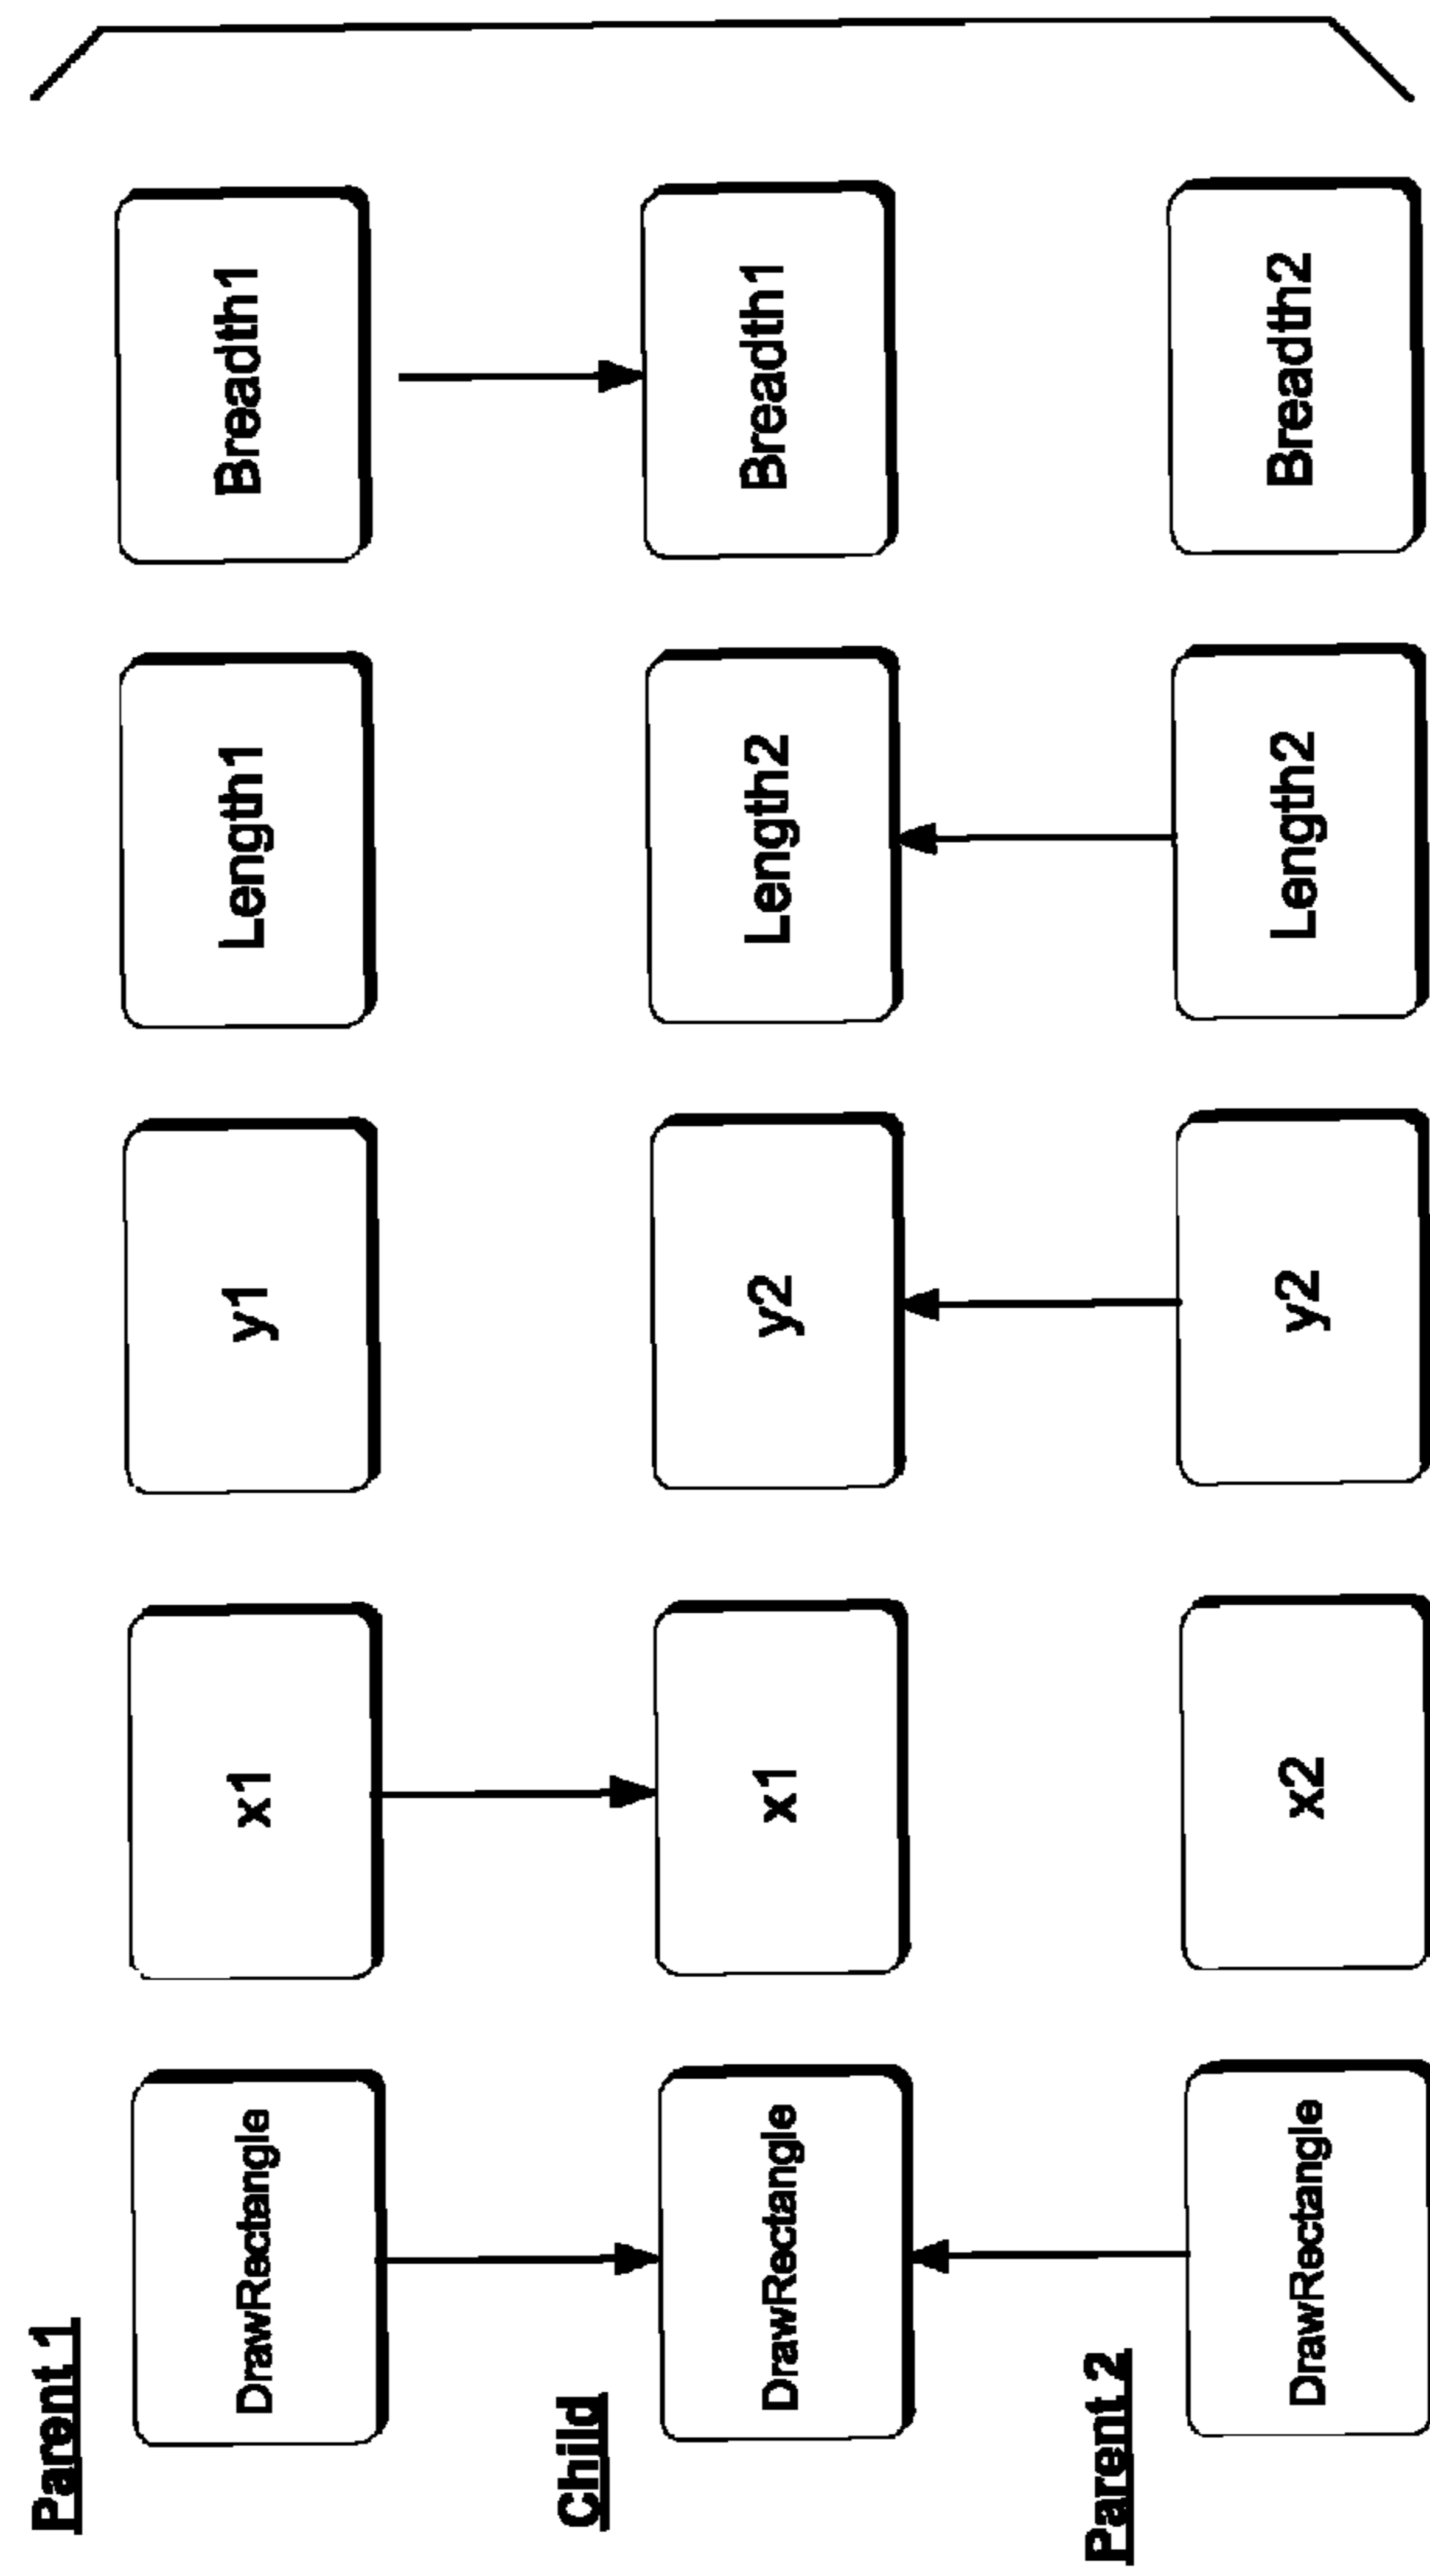 Parent 1
DrawRectangle
x1
y1
Length1
Breadth1
Child
DrawRectangle
x1
y2
Length2
Breadth1
Parent 2
DrawRectangle
x2
y2
Length2
Breadth2